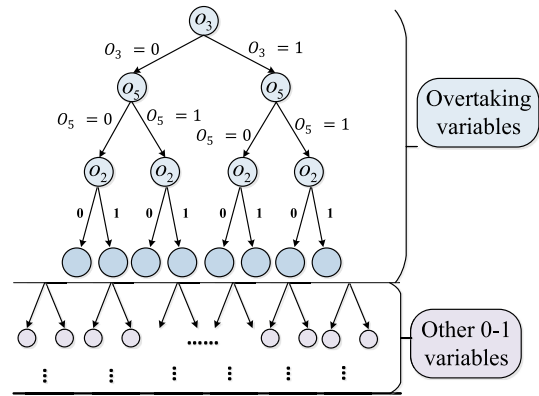 O3
O3 = 0
O3 = 1
O5
O5
O5 = 0
O5 = 1
O5 = 0
O5 = 1
Overtaking
variables
O2
O2
O2
O2
0
1
0
1
0
1
0
1
......
Other 0-1
variables